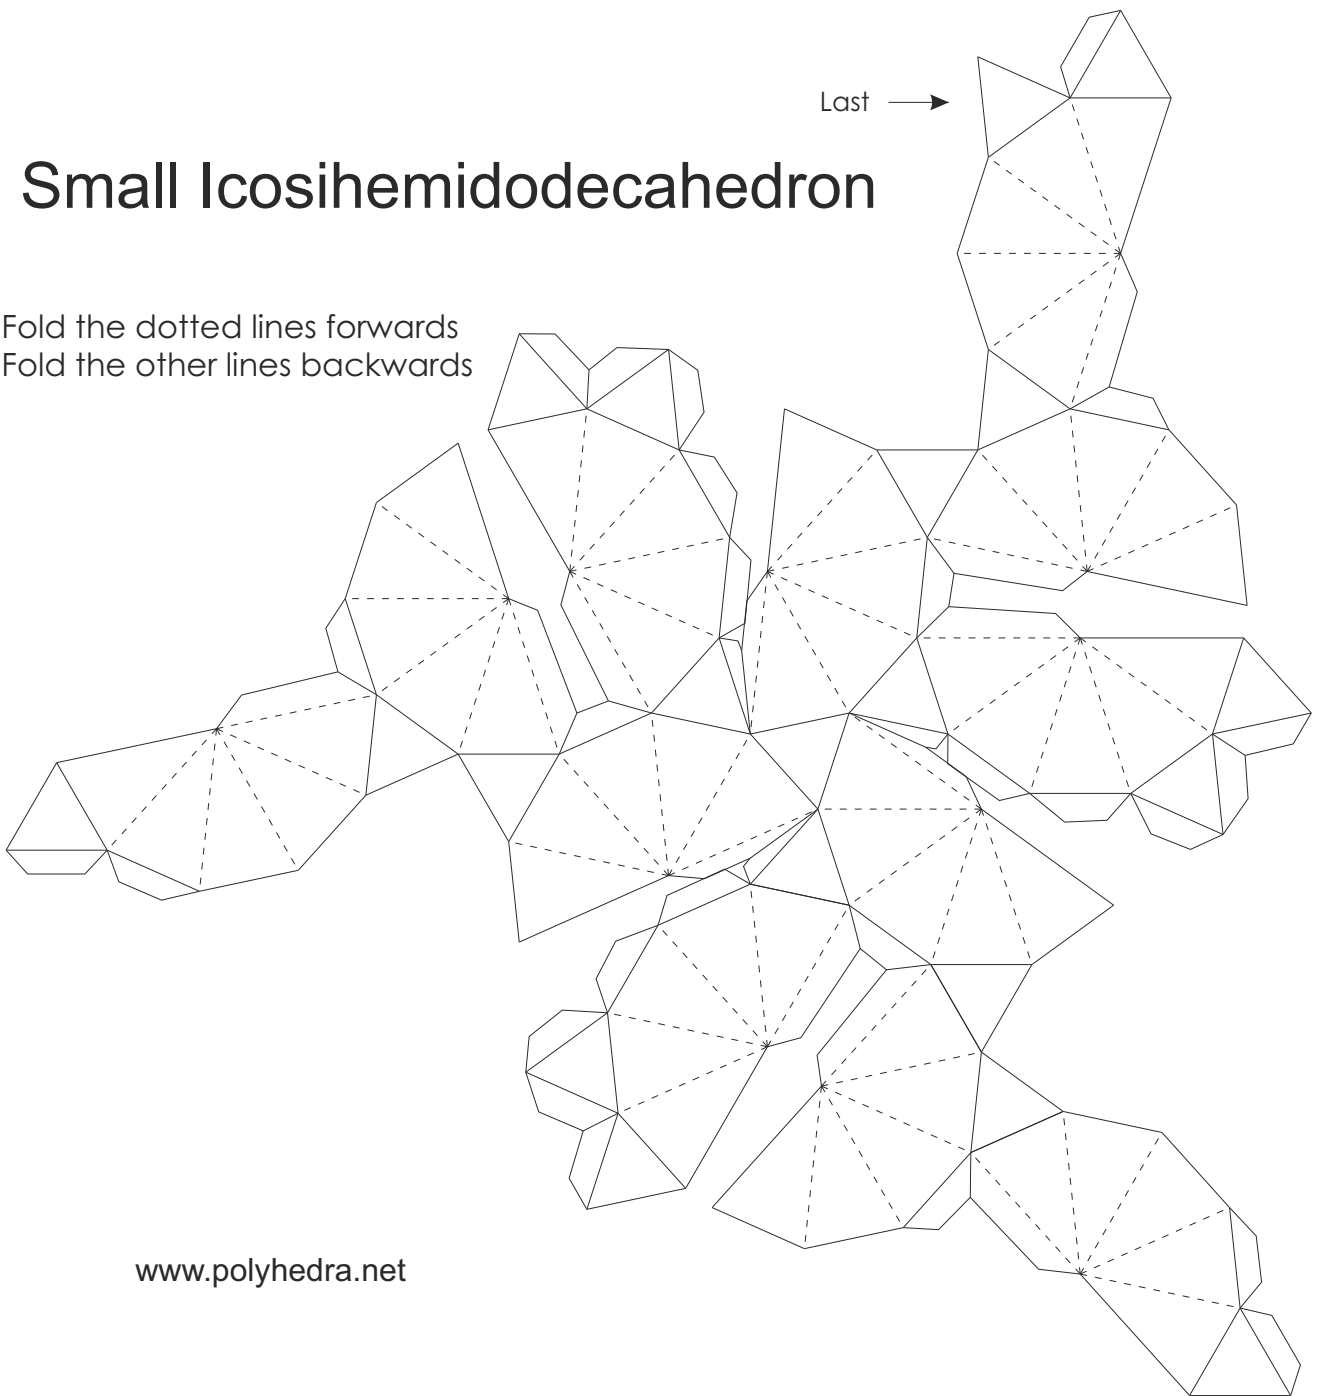 Last
Small Icosihemidodecahedron
Fold the dotted lines forwards
Fold the other lines backwards
www.polyhedra.net